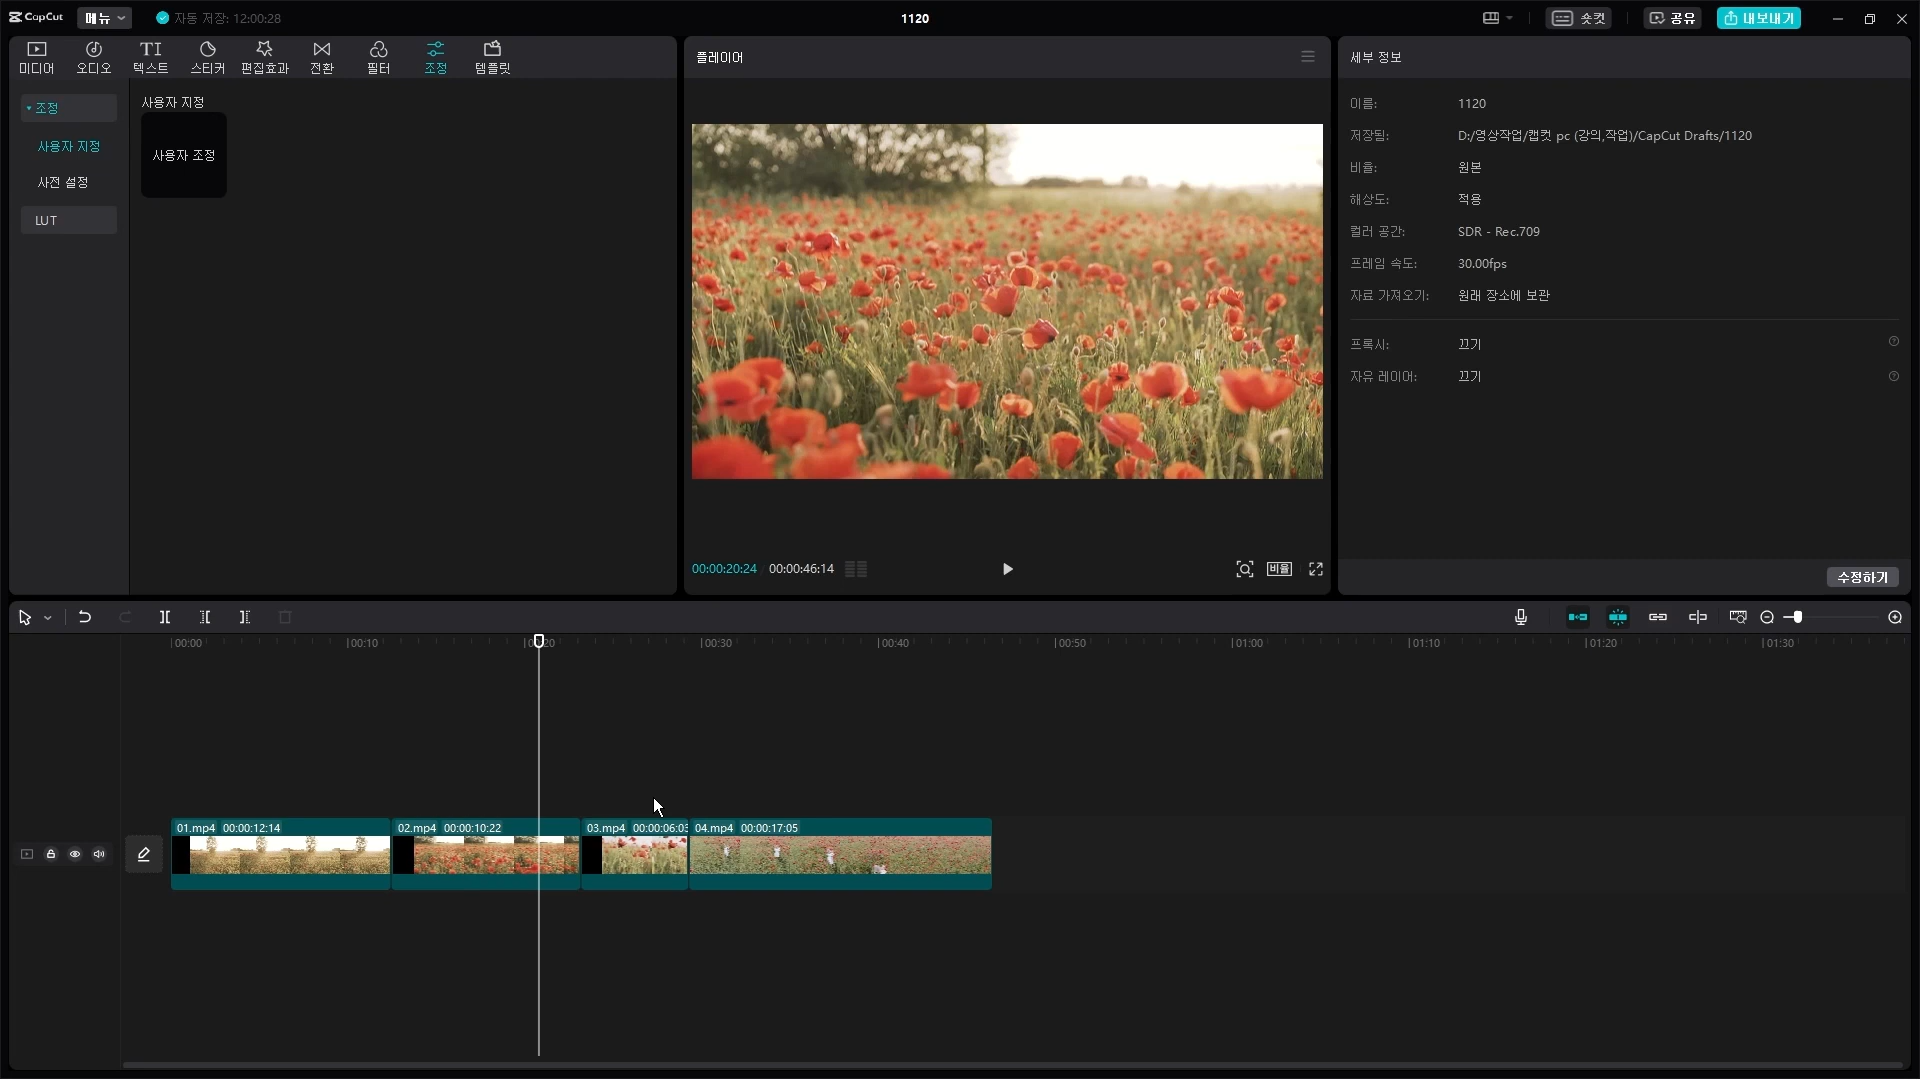 CapCut 메뉴 자동 저장: 12:00:28 1120 숏컷 공유 내보내기
미디어 오디오 텍스트 스티커 편집효과 전환 필터 조정 템플릿
조정
사용자 지정
사전 설정
LUT
사용자 지정
사용자 조정
플레이어
00:00:20:24 00:00:46:14 비율
세부 정보
이름: 1120
저장됨: D:/영상작업/캡컷 pc (강의,작업)/CapCut Drafts/1120
비율: 원본
해상도: 적용
컬러 공간: SDR - Rec.709
프레임 속도: 30.00fps
자료 가져오기: 원래 장소에 보관
프록시: 끄기
자유 레이어: 끄기
수정하기
00:00 00:10 00:20 00:30 00:40 00:50 01:00 01:10 01:20 01:30
01.mp4 00:00:12:14 02.mp4 00:00:10:22 03.mp4 00:00:06:03 04.mp4 00:00:17:05